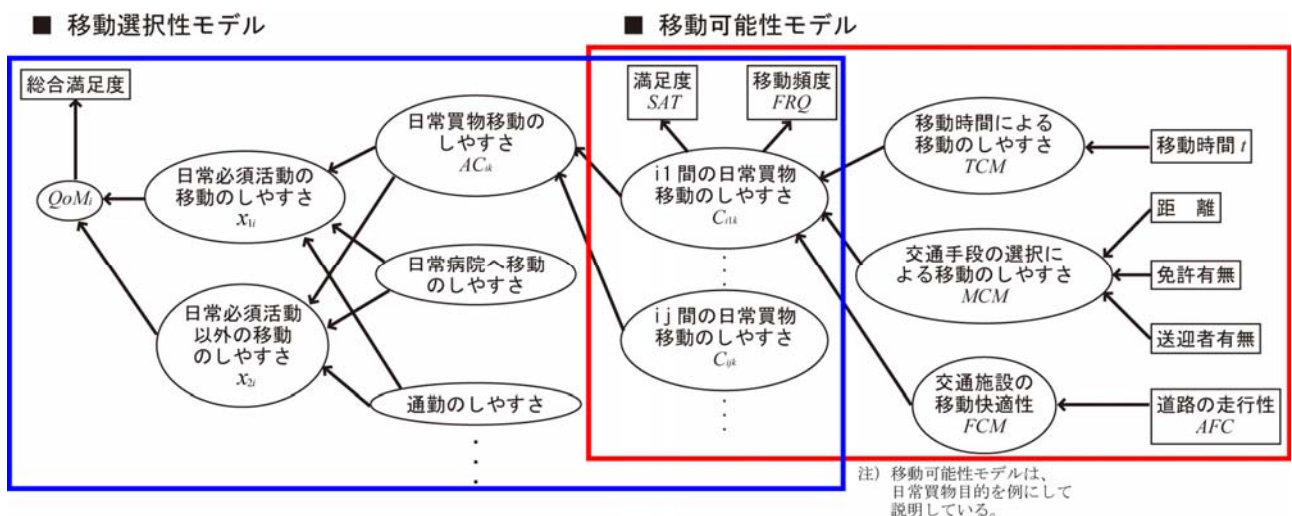 ■ 移動選択性モデル
■ 移動可能性モデル
総合満足度
QoMi
日常必須活動の
移動のしやすさ
x1i
日常必須活動
以外の移動
のしやすさ
x2i
日常買物移動の
しやすさ
ACik
日常病院へ移動
のしやすさ
通勤のしやすさ
・
・
・
満足度
SAT
移動頻度
FRQ
i1間の日常買物
移動のしやすさ
Ci1k
・
・
・
ij間の日常買物
移動のしやすさ
Cijk
・
・
・
移動時間による
移動のしやすさ
TCM
交通手段の選択に
よる移動のしやすさ
MCM
交通施設の
移動快適性
FCM
移動時間 t
距 離
免許有無
送迎者有無
道路の走行性
AFC
注) 移動可能性モデルは、
日常買物目的を例にして
説明している。